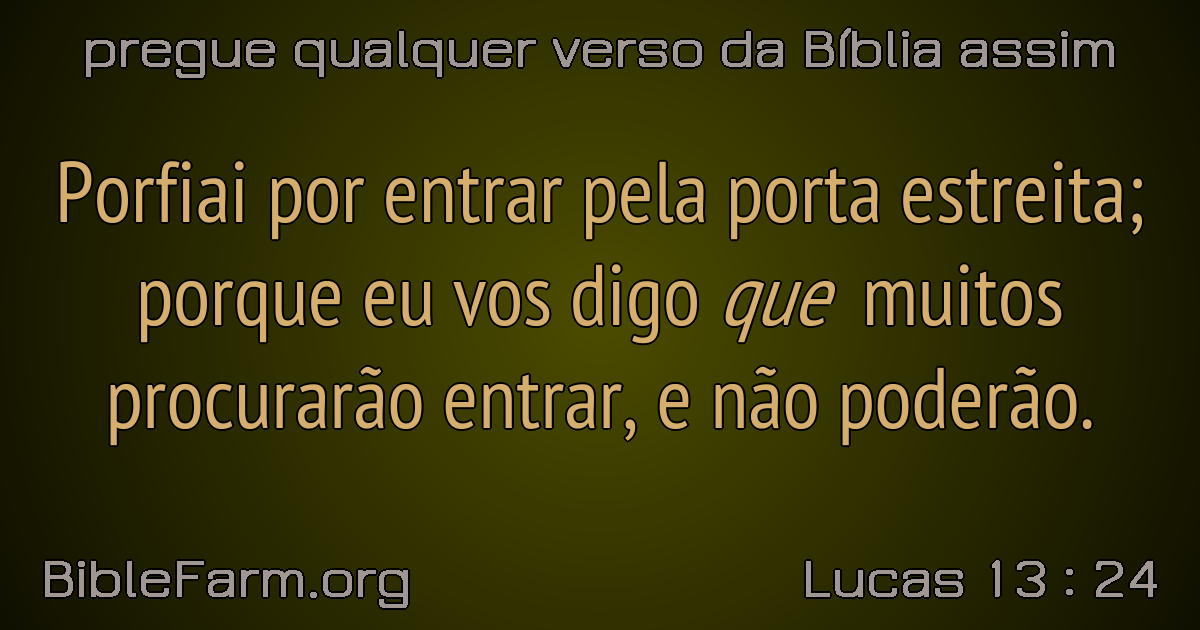 pregue qualquer verso da Bíblia assim
Porfiai por entrar pela porta estreita;
porque eu vos digo que muitos
procurarão entrar, e não poderão.
BibleFarm.org
Lucas 13 : 24